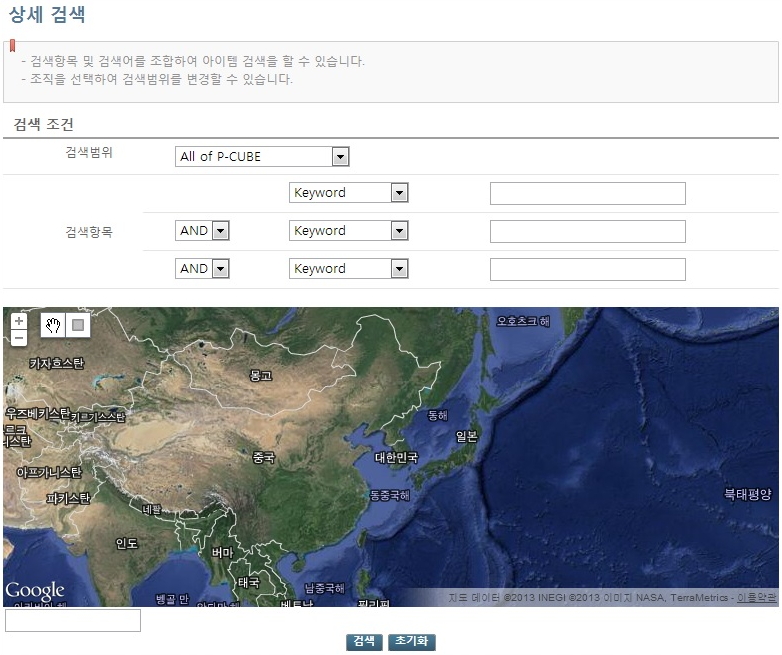 상세 검색
- 검색항목 및 검색어를 조합하여 아이템 검색을 할 수 있습니다.
- 조직을 선택하여 검색범위를 변경할 수 있습니다.
검색 조건
검색범위 All of P-CUBE
Keyword
검색항목 AND Keyword
AND Keyword
+
−
오호츠크 해
카자흐스탄
몽고
우즈베키스탄
키르기스스탄
동해
일본
중국
대한민국
아프가니스탄
파키스탄
동중국해
북태평양
네팔
인도
버마
태국
남중국해
Google
벵골 만
지도 데이터 ©2013 INEGI ©2013 이미지 NASA, TerraMetrics - 이용약관
베트남
필리핀
검색 초기화